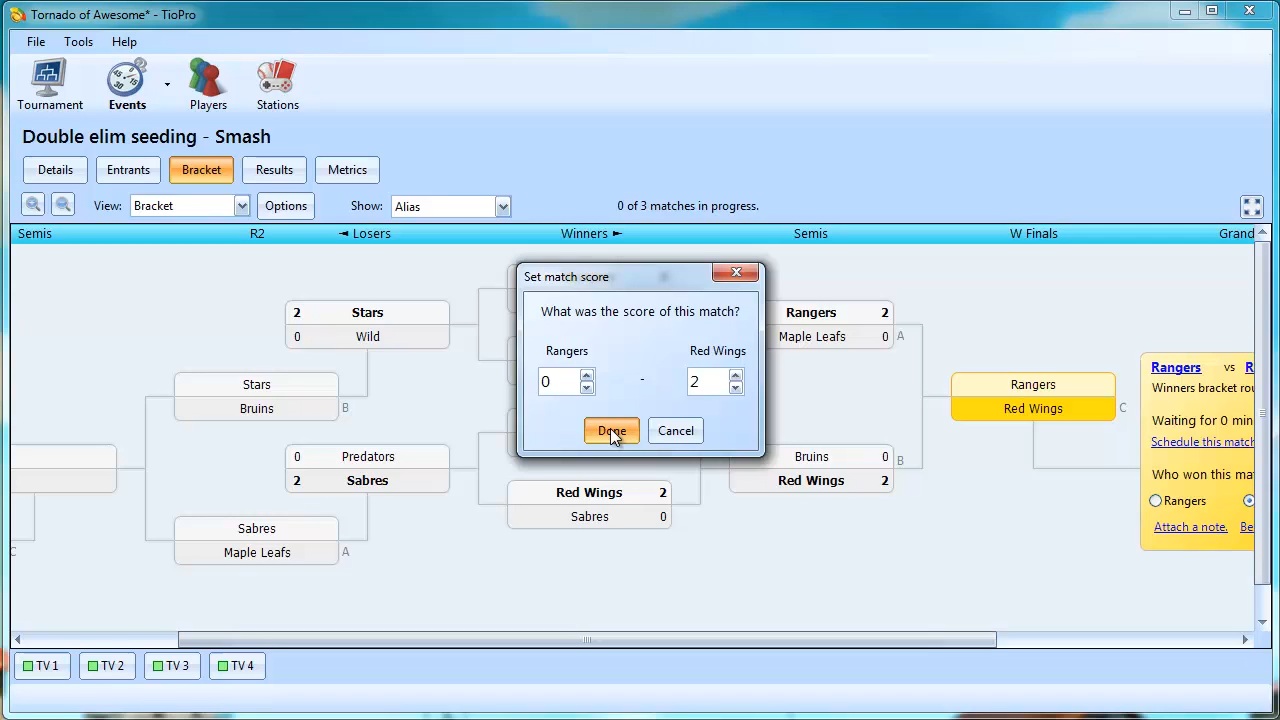 Tornado of Awesome* - TioPro
File Tools Help
Tournament Events Players Stations
Double elim seeding - Smash
Details Entrants Bracket Results Metrics
View: Bracket Options Show: Alias 0 of 3 matches in progress.
Semis R2 ◄ Losers Winners ► Semis W Finals Grand
Set match score
What was the score of this match?
Rangers Red Wings
0 - 2
Done Cancel
2 Stars
0 Wild
Stars
Bruins B
0 Predators
2 Sabres
Sabres
Maple Leafs A
C
Red Wings 2
Sabres 0
Rangers 2
Maple Leafs 0 A
Bruins 0
Red Wings 2 B
Rangers
Red Wings C
Rangers vs R
Winners bracket rou
Waiting for 0 min
Schedule this match
Who won this ma
Rangers
Attach a note. Be
TV 1 TV 2 TV 3 TV 4